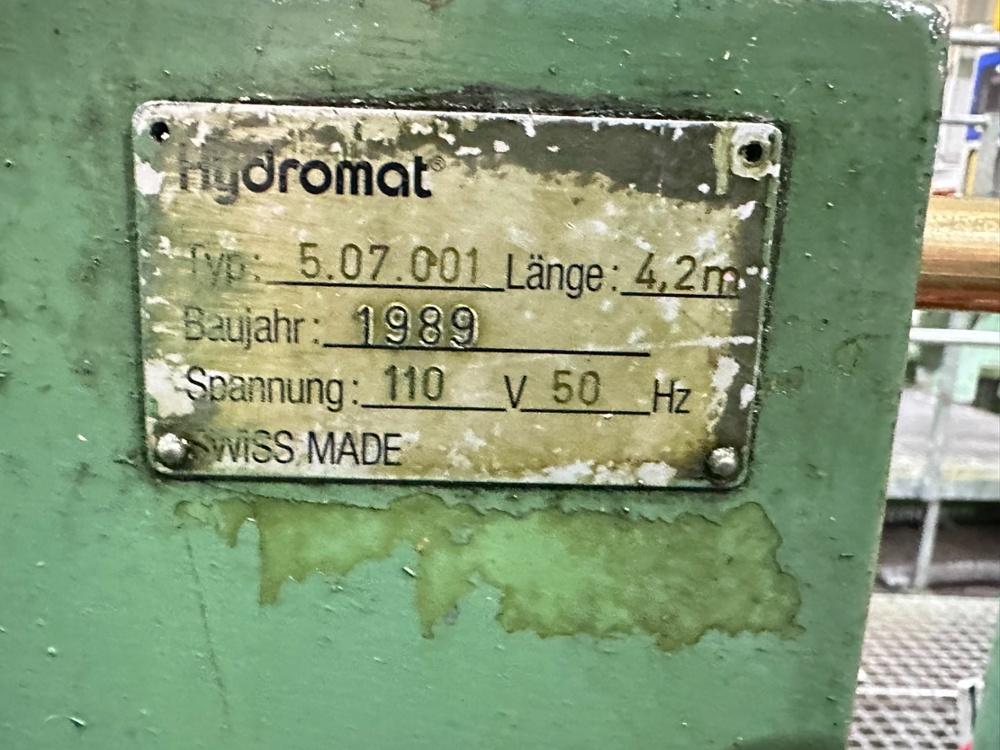 Hydromat®
Typ: 5.07.001 Länge: 4,2m
Baujahr: 1989
Spannung: 110 V 50 Hz
SWISS MADE